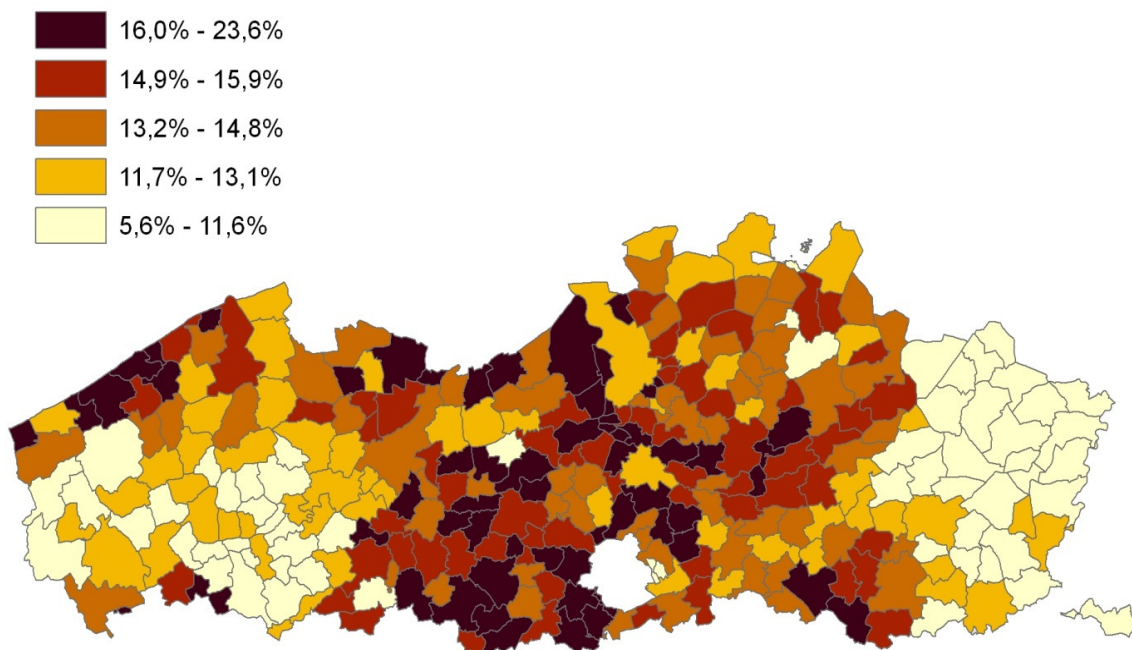 16,0% - 23,6%
14,9% - 15,9%
13,2% - 14,8%
11,7% - 13,1%
5,6% - 11,6%